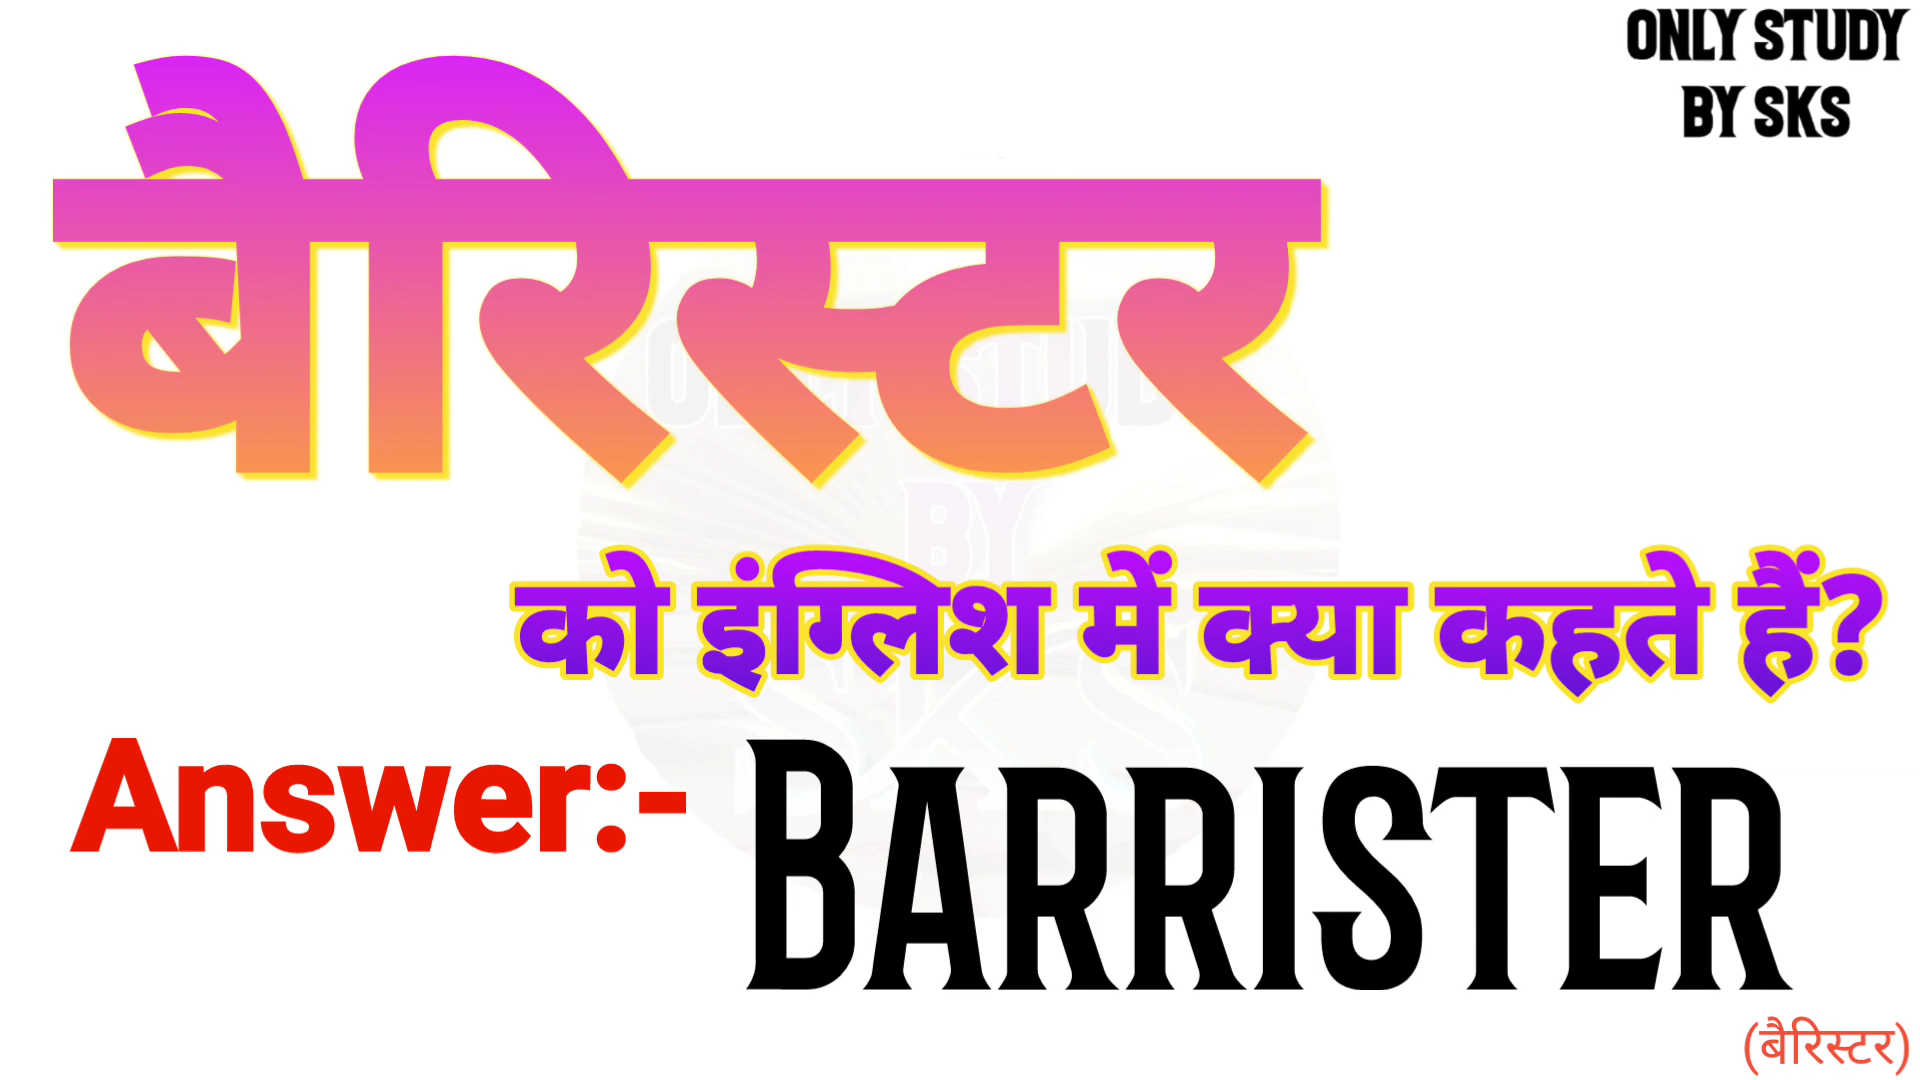 ONLY STUDY
BY SKS
बैरिस्टर
को इंग्लिश में क्या कहते हैं?
Answer:- BARRISTER
(बैरिस्टर)